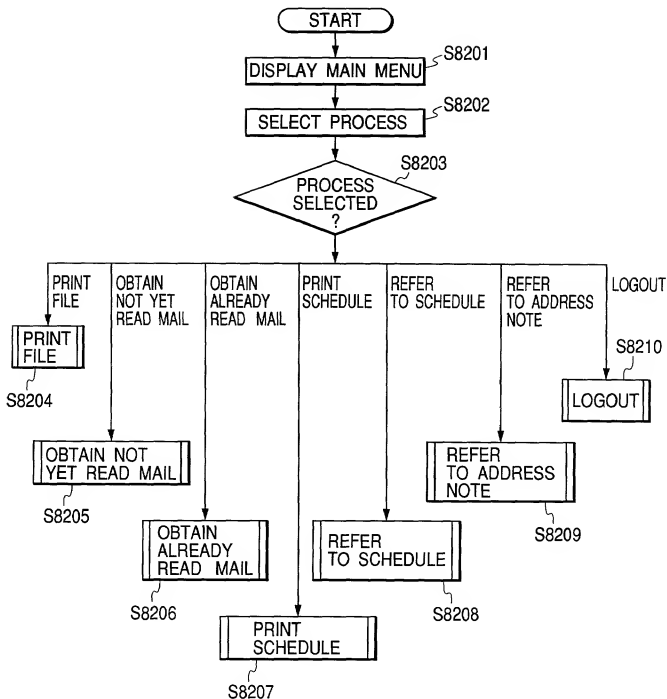 START
DISPLAY MAIN MENU
S8201
SELECT PROCESS
S8202
PROCESS
SELECTED
?
S8203
PRINT
FILE
OBTAIN
NOT YET
READ MAIL
OBTAIN
ALREADY
READ MAIL
PRINT
SCHEDULE
REFER
TO SCHEDULE
REFER
TO ADDRESS
NOTE
LOGOUT
PRINT
FILE
S8204
S8210
LOGOUT
OBTAIN NOT
YET READ MAIL
S8205
REFER
TO ADDRESS
NOTE
S8209
OBTAIN
ALREADY
READ MAIL
S8206
REFER
TO SCHEDULE
S8208
PRINT
SCHEDULE
S8207